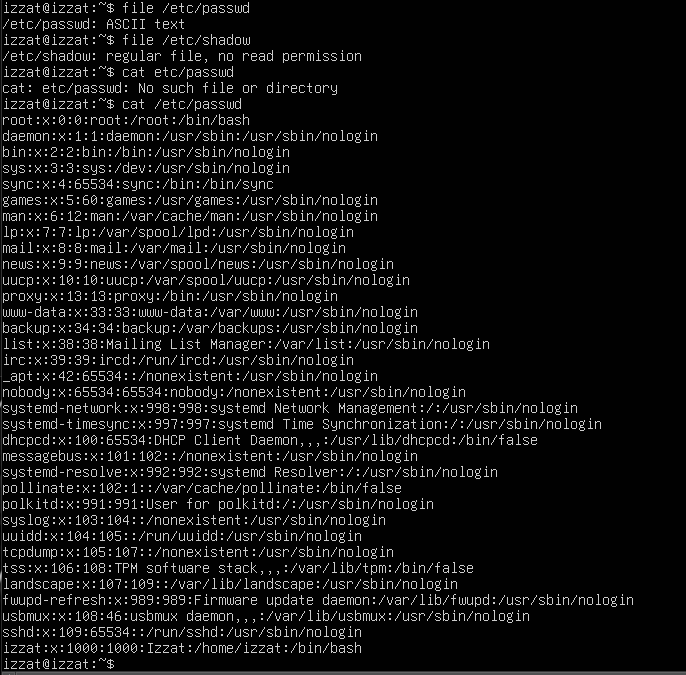 izzat@izzat:~$ file /etc/passwd
/etc/passwd: ASCII text
izzat@izzat:~$ file /etc/shadow
/etc/shadow: regular file, no read permission
izzat@izzat:~$ cat etc/passwd
cat: etc/passwd: No such file or directory
izzat@izzat:~$ cat /etc/passwd
root:x:0:0:root:/root:/bin/bash
daemon:x:1:1:daemon:/usr/sbin:/usr/sbin/nologin
bin:x:2:2:bin:/bin:/usr/sbin/nologin
sys:x:3:3:sys:/dev:/usr/sbin/nologin
sync:x:4:65534:sync:/bin:/bin/sync
games:x:5:60:games:/usr/games:/usr/sbin/nologin
man:x:6:12:man:/var/cache/man:/usr/sbin/nologin
lp:x:7:7:lp:/var/spool/lpd:/usr/sbin/nologin
mail:x:8:8:mail:/var/mail:/usr/sbin/nologin
news:x:9:9:news:/var/spool/news:/usr/sbin/nologin
uucp:x:10:10:uucp:/var/spool/uucp:/usr/sbin/nologin
proxy:x:13:13:proxy:/bin:/usr/sbin/nologin
www-data:x:33:33:www-data:/var/www:/usr/sbin/nologin
backup:x:34:34:backup:/var/backups:/usr/sbin/nologin
list:x:38:38:Mailing List Manager:/var/list:/usr/sbin/nologin
irc:x:39:39:ircd:/run/ircd:/usr/sbin/nologin
_apt:x:42:65534::/nonexistent:/usr/sbin/nologin
nobody:x:65534:65534:nobody:/nonexistent:/usr/sbin/nologin
systemd-network:x:998:998:systemd Network Management:/:/usr/sbin/nologin
systemd-timesync:x:997:997:systemd Time Synchronization:/:/usr/sbin/nologin
dhcpcd:x:100:65534:DHCP Client Daemon,,,:/usr/lib/dhcpcd:/bin/false
messagebus:x:101:102::/nonexistent:/usr/sbin/nologin
systemd-resolve:x:992:992:systemd Resolver:/:/usr/sbin/nologin
pollinate:x:102:1::/var/cache/pollinate:/bin/false
polkitd:x:991:991:User for polkitd:/:/usr/sbin/nologin
syslog:x:103:104::/nonexistent:/usr/sbin/nologin
uuidd:x:104:105::/run/uuidd:/usr/sbin/nologin
tcpdump:x:105:107::/nonexistent:/usr/sbin/nologin
tss:x:106:108:TPM software stack,,,:/var/lib/tpm:/bin/false
landscape:x:107:109::/var/lib/landscape:/usr/sbin/nologin
fwupd-refresh:x:989:989:Firmware update daemon:/var/lib/fwupd:/usr/sbin/nologin
usbmux:x:108:46:usbmux daemon,,,:/var/lib/usbmux:/usr/sbin/nologin
sshd:x:109:65534::/run/sshd:/usr/sbin/nologin
izzat:x:1000:1000:Izzat:/home/izzat:/bin/bash
izzat@izzat:~$